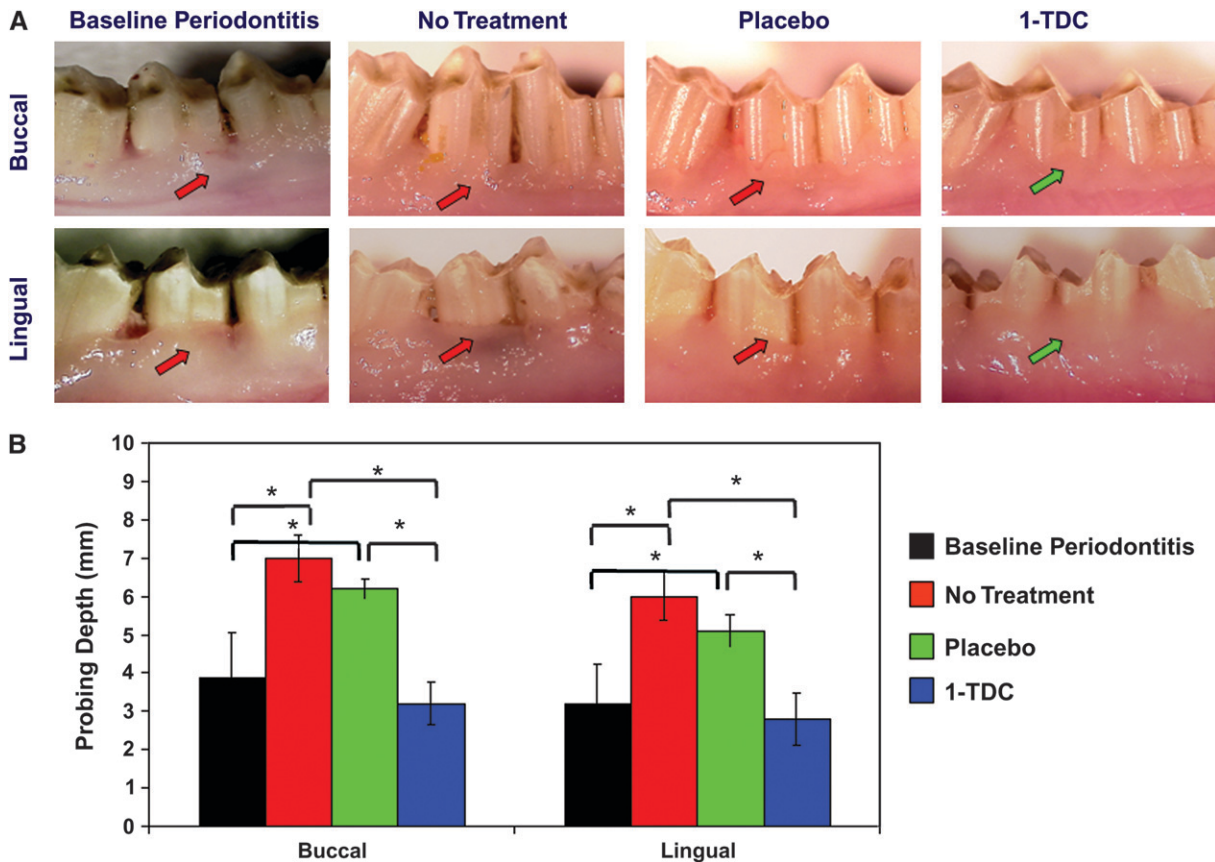 A
Baseline Periodontitis
No Treatment
Placebo
1-TDC
Buccal
Lingual
B
Probing Depth (mm)
10
9
8
7
6
5
4
3
2
1
0
*
*
*
*
*
*
*
*
Buccal
Lingual
Baseline Periodontitis
No Treatment
Placebo
1-TDC